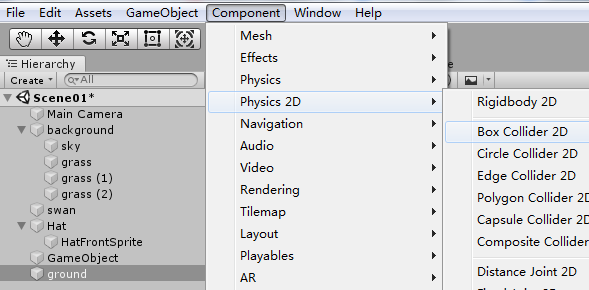 File Edit Assets GameObject Component Window Help
Hierarchy
Create All
Scene01*
Main Camera
background
sky
grass
grass (1)
grass (2)
swan
Hat
HatFrontSprite
GameObject
ground
Mesh
Effects
Physics
Physics 2D
Navigation
Audio
Video
Rendering
Tilemap
Layout
Playables
AR
Rigidbody 2D
Box Collider 2D
Circle Collider 2D
Edge Collider 2D
Polygon Collider 2D
Capsule Collider 2D
Composite Collider
Distance Joint 2D